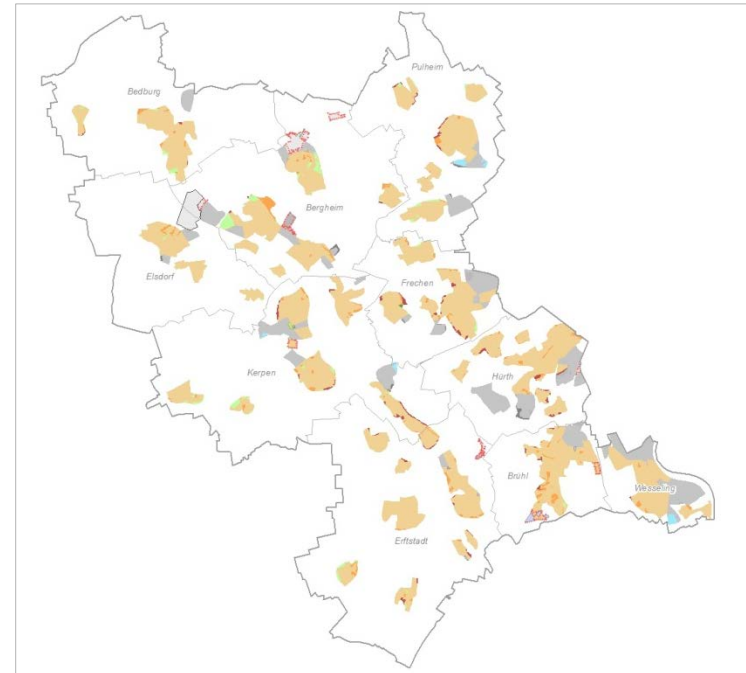 Pulheim
Bedburg
Bergheim
Elsdorf
Frechen
Kerpen
Hürth
Brühl
Wesseling
Erftstadt